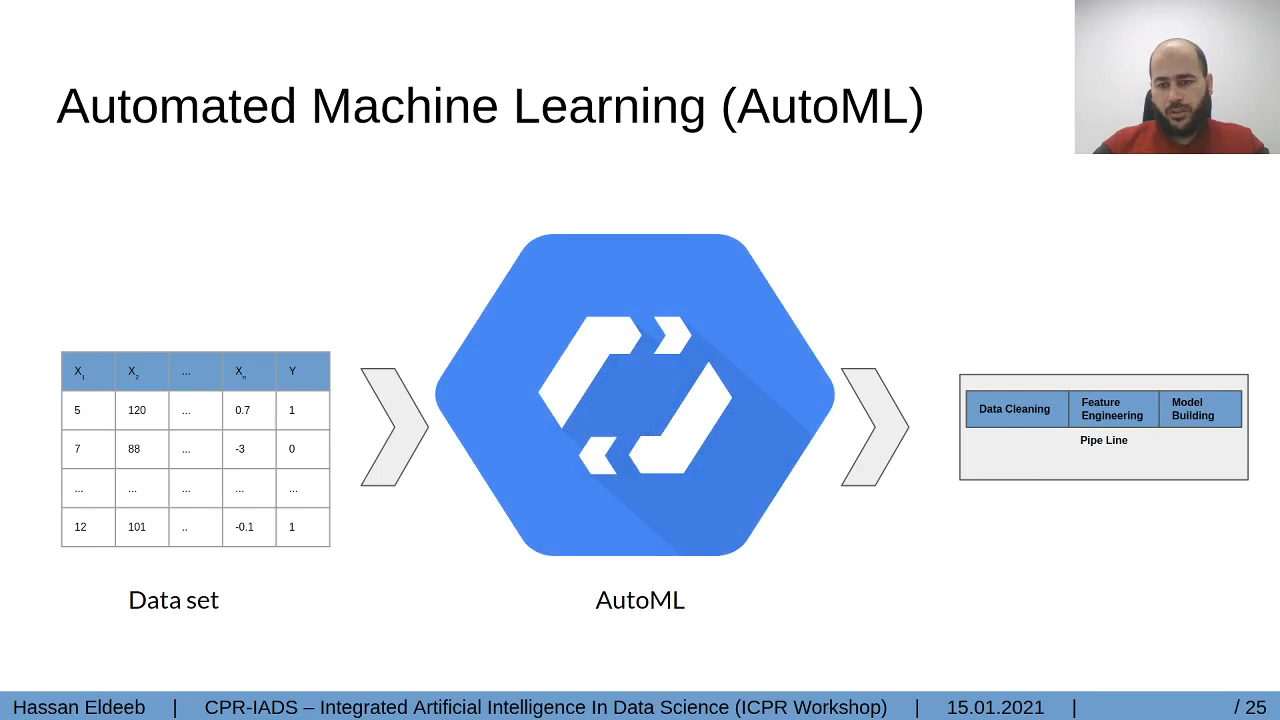 Automated Machine Learning (AutoML)
X1 X2 ... Xn Y
5 120 ... 0.7 1
7 88 ... -3 0
... ... ... ... ...
12 101 .. -0.1 1
Data set
AutoML
Data Cleaning
Feature
Engineering
Model
Building
Pipe Line
Hassan Eldeeb | CPR-IADS – Integrated Artificial Intelligence In Data Science (ICPR Workshop) | 15.01.2021 | / 25